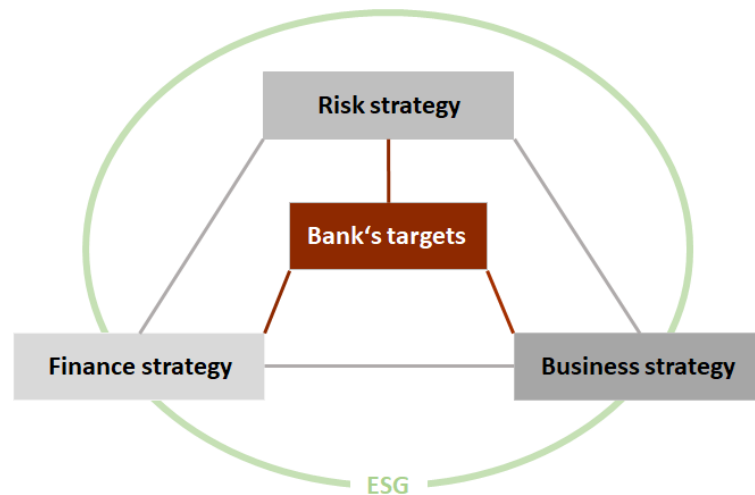 Risk strategy
Bank‘s targets
Finance strategy
Business strategy
ESG